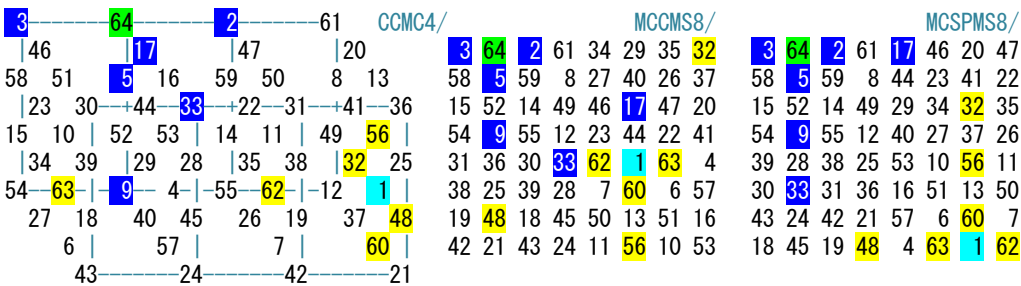 3-------64-------2-------61 CCMC4/ MCCMS8/ MCSPMS8/
|46 |17 |47 |20 3 64 2 61 34 29 35 32 3 64 2 61 17 46 20 47
58 51 5 16 59 50 8 13 58 5 59 8 27 40 26 37 58 5 59 8 44 23 41 22
|23 30--+44--33--+22--31--+41--36 15 52 14 49 46 17 47 20 15 52 14 49 29 34 32 35
15 10| 52 53| 14 11| 49 56| 54 9 55 12 23 44 22 41 54 9 55 12 40 27 37 26
|34 39| |29 28| |35 38| |32 25| 31 36 30 33 62 1 63 4 39 28 38 25 53 10 56 11
54--63--|-9-- 4-|-55--62--|-12 1| 38 25 39 28 7 60 6 57 30 33 31 36 16 51 13 50
27 18 40 45 26 19 37 48 19 48 18 45 50 13 51 16 43 24 42 21 57 6 60 7
6| 57| 7| 60| 42 21 43 24 11 56 10 53 18 45 19 48 4 63 1 62
43-------24-------42-------21